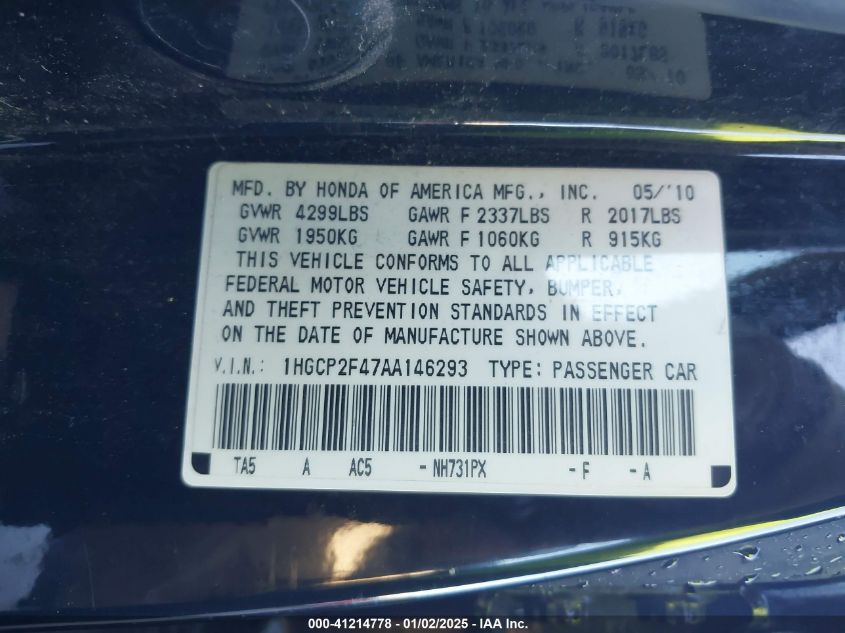 MFD. BY HONDA OF AMERICA MFG., INC. 05/'10
GVWR 4299LBS GAWR F 2337LBS R 2017LBS
GVWR 1950KG GAWR F 1060KG R 915KG
THIS VEHICLE CONFORMS TO ALL APPLICABLE
FEDERAL MOTOR VEHICLE SAFETY, BUMPER,
AND THEFT PREVENTION STANDARDS IN EFFECT
ON THE DATE OF MANUFACTURE SHOWN ABOVE.
V.I.N.: 1HGCP2F47AA146293 TYPE: PASSENGER CAR
TA5 A AC5 -NH731PX -F -A
000-41214778 - 01/02/2025 - IAAI, Inc.